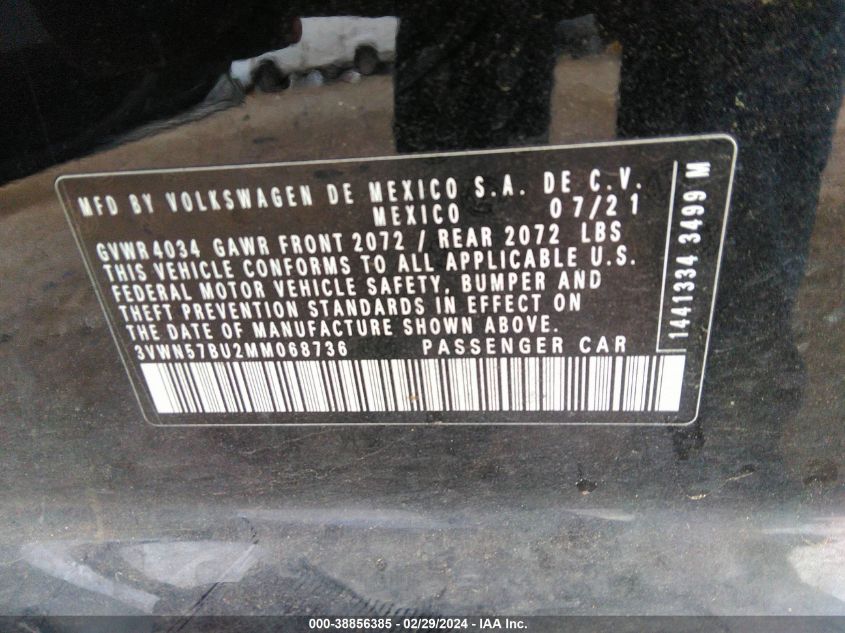 MFD BY VOLKSWAGEN DE MEXICO S.A. DE C.V.
MEXICO 07/21
GVWR 4034 GAWR FRONT 2072 / REAR 2072 LBS
THIS VEHICLE CONFORMS TO ALL APPLICABLE U.S.
FEDERAL MOTOR VEHICLE SAFETY, BUMPER AND
THEFT PREVENTION STANDARDS IN EFFECT ON
THE DATE OF MANUFACTURE SHOWN ABOVE.
3VWN57BU2MM068736 PASSENGER CAR
1441334 3499 M
000-38856385 - 02/29/2024 - IAA Inc.